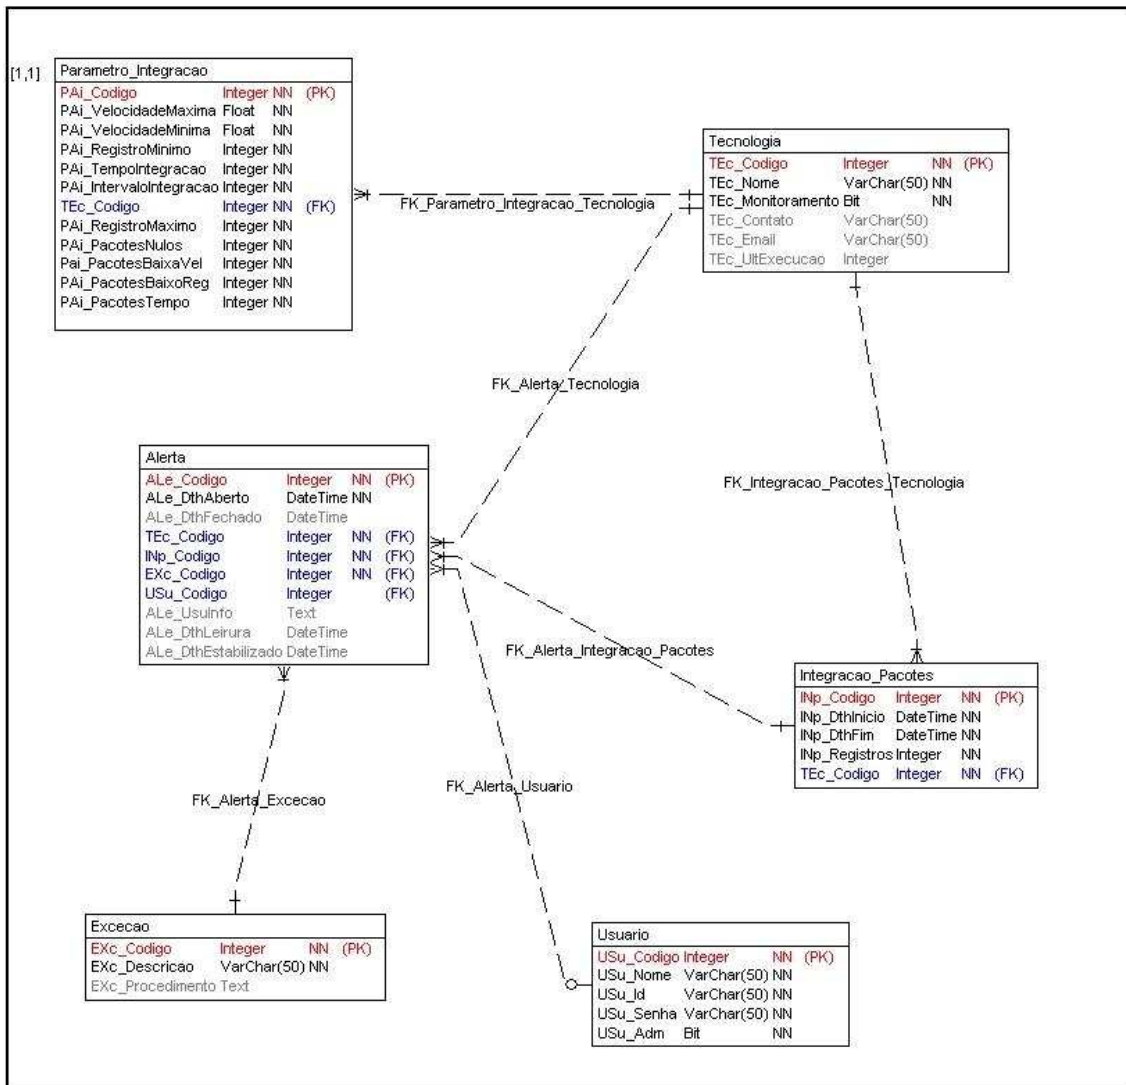 [1,1]
Parametro_Integracao
PAi_Codigo Integer NN (PK)
PAi_VelocidadeMaxima Float NN
PAi_VelocidadeMinima Float NN
PAi_RegistroMinimo Integer NN
PAi_TempoIntegracao Integer NN
PAi_IntervaloIntegracao Integer NN
TEc_Codigo Integer NN (FK)
PAi_RegistroMaximo Integer NN
PAi_PacotesNulos Integer NN
Pai_PacotesBaixaVel Integer NN
PAi_PacotesBaixoReg Integer NN
PAi_PacotesTempo Integer NN
FK_Parametro_Integracao_Tecnologia
Tecnologia
TEc_Codigo Integer NN (PK)
TEc_Nome VarChar(50) NN
TEc_Monitoramento Bit NN
TEc_Contato VarChar(50)
TEc_Email VarChar(50)
TEc_UltExecucao Integer
FK_Alerta_Tecnologia
FK_Integracao_Pacotes_Tecnologia
Alerta
ALe_Codigo Integer NN (PK)
ALe_DthAberto DateTime NN
ALe_DthFechado DateTime
TEc_Codigo Integer NN (FK)
INp_Codigo Integer NN (FK)
EXc_Codigo Integer NN (FK)
USu_Codigo Integer (FK)
ALe_UsuInfo Text
ALe_DthLeirura DateTime
ALe_DthEstabilizado DateTime
FK_Alerta_Integracao_Pacotes
Integracao_Pacotes
INp_Codigo Integer NN (PK)
INp_DthInicio DateTime NN
INp_DthFim DateTime NN
INp_Registros Integer NN
TEc_Codigo Integer NN (FK)
FK_Alerta_Usuario
FK_Alerta_Excecao
Excecao
EXc_Codigo Integer NN (PK)
EXc_Descricao VarChar(50) NN
EXc_Procedimento Text
Usuario
USu_Codigo Integer NN (PK)
USu_Nome VarChar(50) NN
USu_Id VarChar(50) NN
USu_Senha VarChar(50) NN
USu_Adm Bit NN